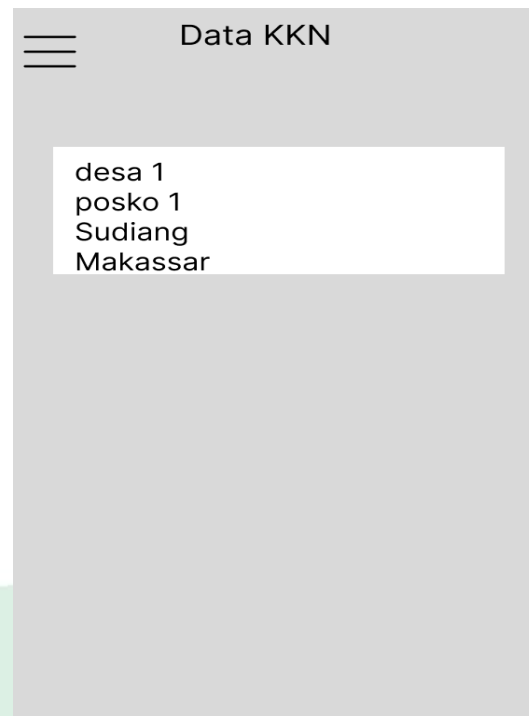 Data KKN
desa 1
posko 1
Sudiang
Makassar